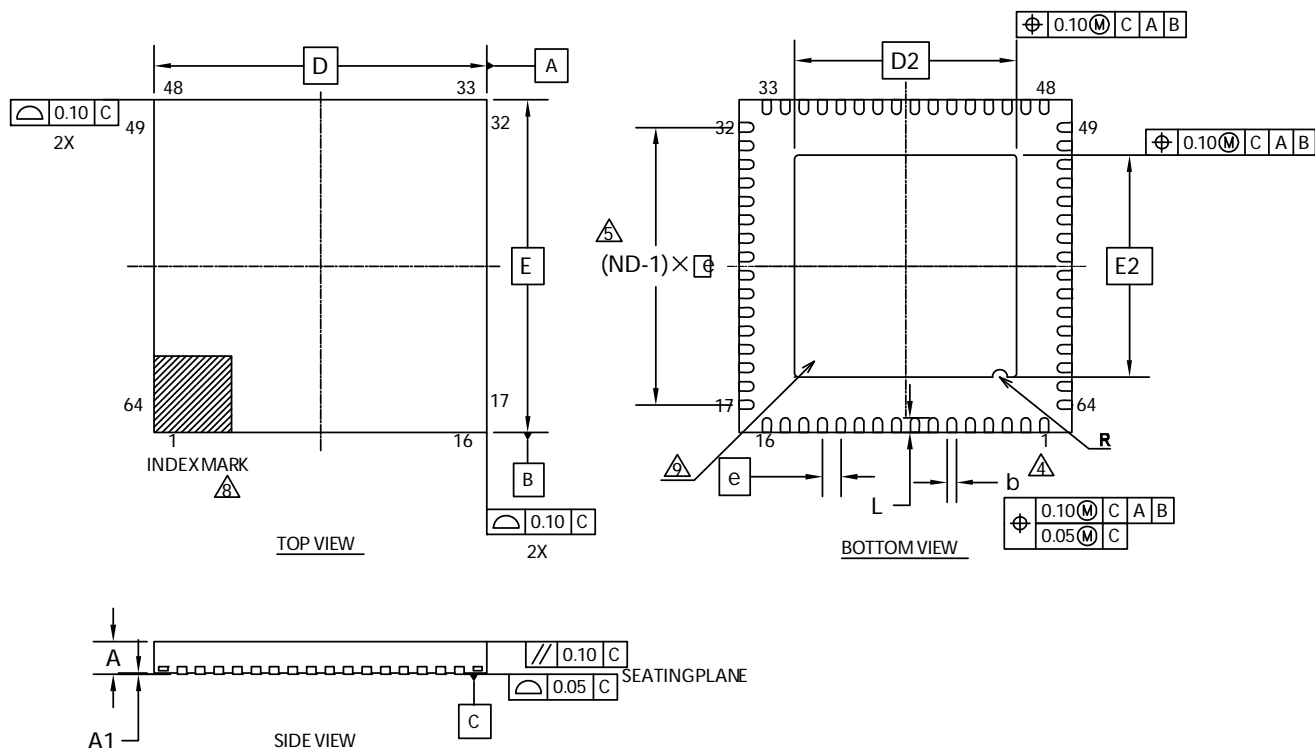 0.10 Ⓜ C A B
D
A
D2
48
33
33
48
0.10 C
2X
49
32
32
49
0.10 Ⓜ C A B
5
E
(ND-1)× e
E2
64
17
17
64
1
16
16
1
R
INDEX MARK
8
B
9
e
4
L
b
0.10 C
2X
0.10 Ⓜ C A B
0.05 Ⓜ C
TOP VIEW
BOTTOM VIEW
A
// 0.10 C
SEATING PLANE
0.05 C
C
A1
SIDE VIEW